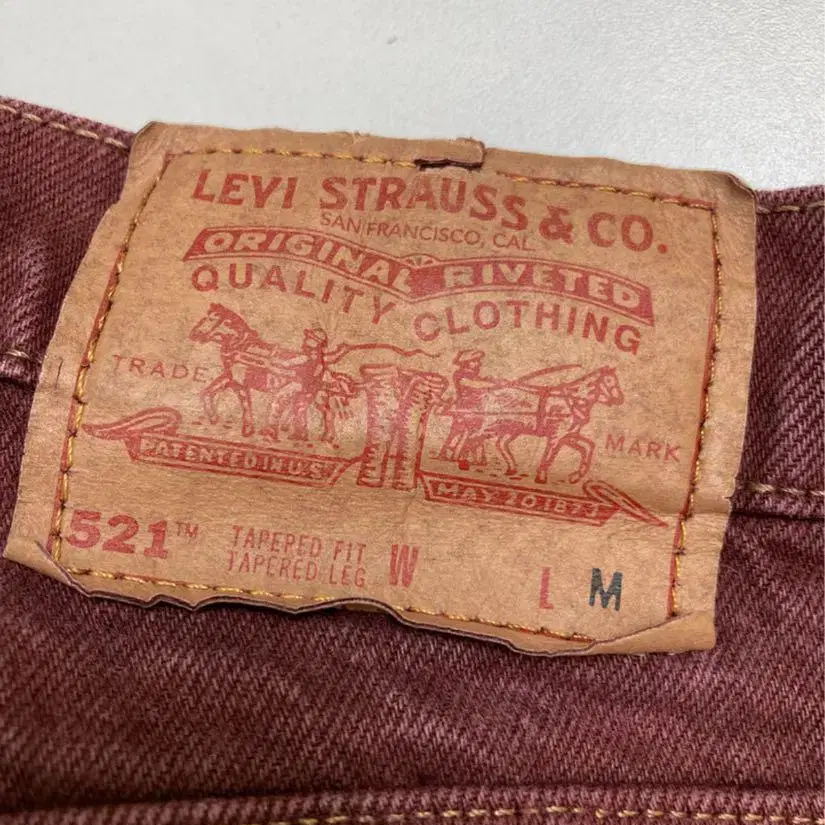 LEVI STRAUSS & CO.
SAN FRANCISCO, CAL.
ORIGINAL RIVETED
QUALITY CLOTHING
TRADE MARK
PATENTED IN U.S.
MAY 20, 1873
521™ TAPERED FIT W L M
TAPERED LEG